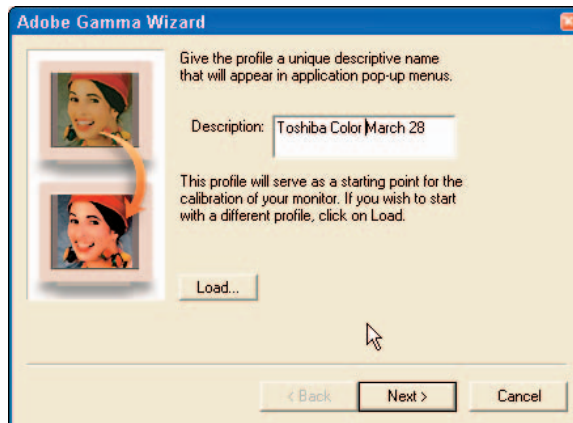 Adobe Gamma Wizard
Give the profile a unique descriptive name
that will appear in application pop-up menus.
Description: Toshiba Color March 28
This profile will serve as a starting point for the
calibration of your monitor. If you wish to start
with a different profile, click on Load.
Load...
< Back Next > Cancel